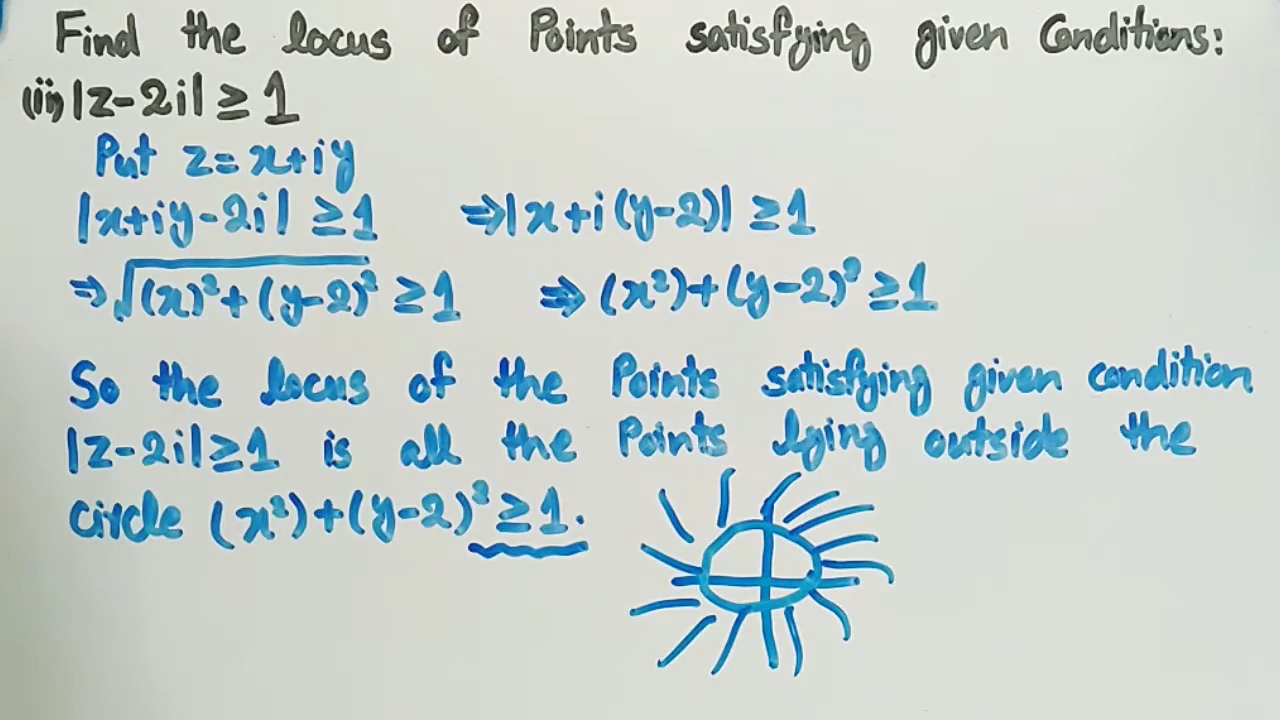 Find the locus of Points satisfying given Conditions:
(ii) |z-2i| ≥ 1
Put z = x+iy
|x+iy-2i| ≥ 1 ⇒ |x+i(y-2)| ≥ 1
⇒ √(x)²+(y-2)² ≥ 1 ⇒ (x²)+(y-2)² ≥ 1
So the locus of the Points satisfying given condition
|z-2i| ≥ 1 is all the Points lying outside the
circle (x²)+(y-2)² ≥ 1.